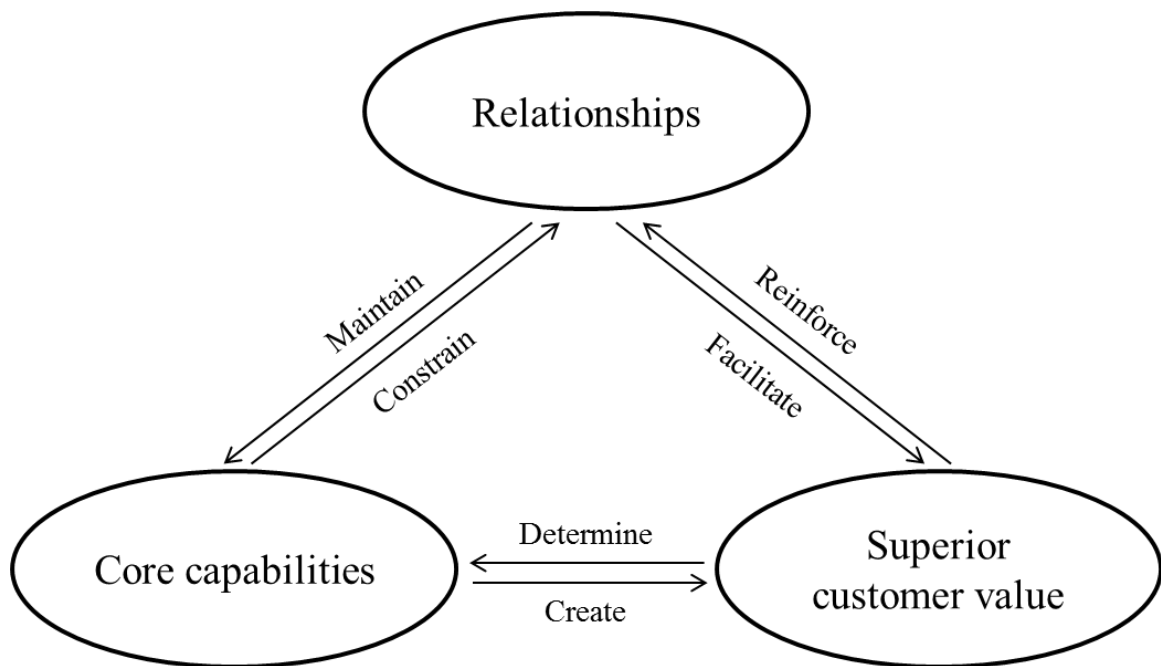 Relationships
Maintain
Constrain
Reinforce
Facilitate
Core capabilities
Determine
Create
Superior
customer value